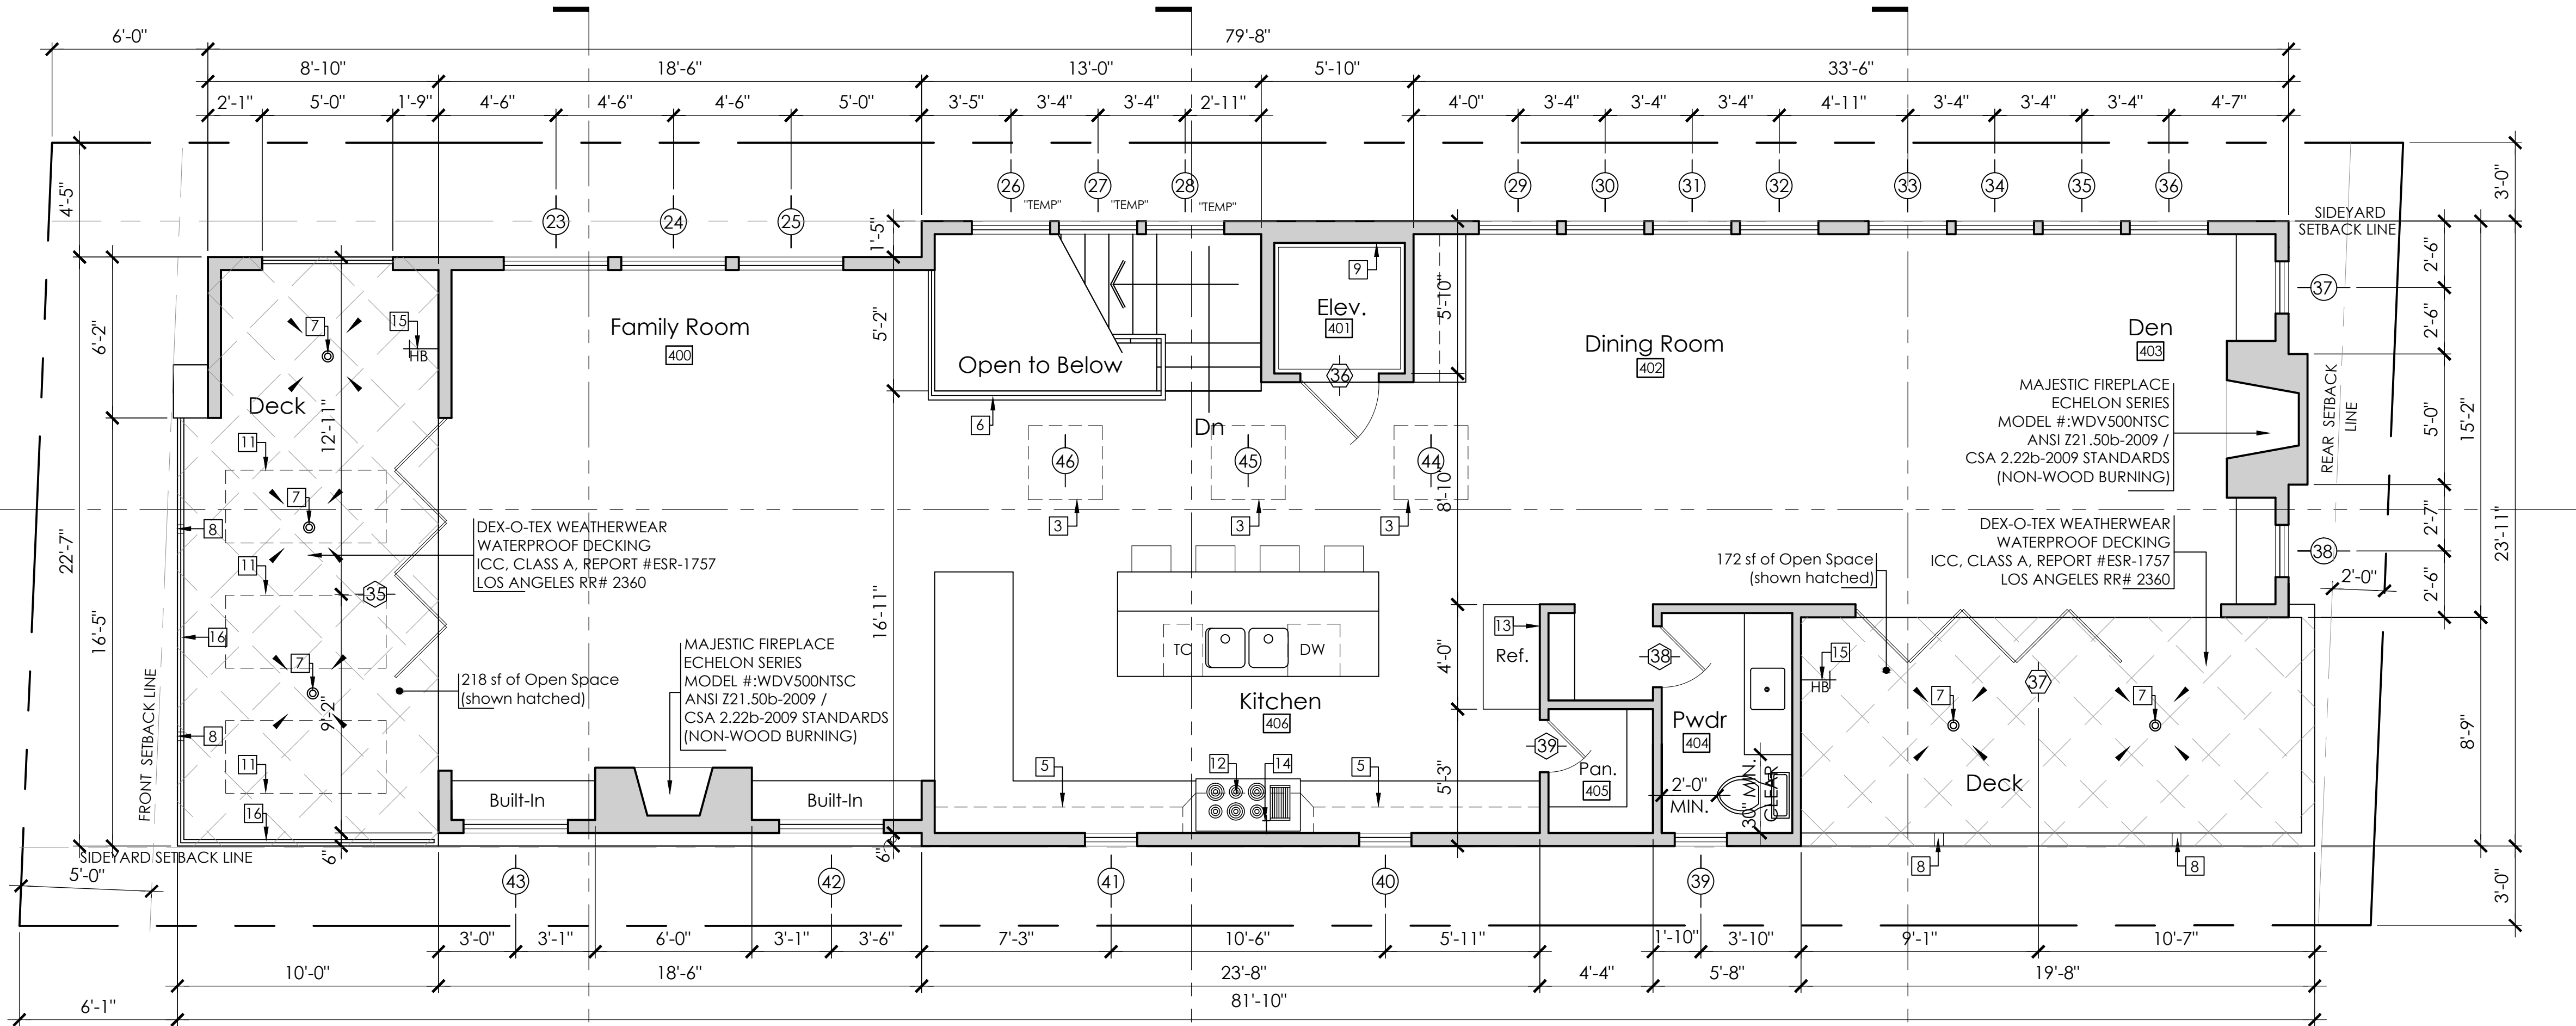 6'-0"
79'-8"
8'-10"
18'-6"
13'-0"
5'-10"
33'-6"
2'-1"
5'-0"
1'-9"
4'-6"
4'-6"
4'-6"
5'-0"
3'-5"
3'-4"
3'-4"
2'-11"
4'-0"
3'-4"
3'-4"
3'-4"
4'-11"
3'-4"
3'-4"
3'-4"
4'-7"
23
24
25
26
27
28
29
30
31
32
33
34
35
36
"TEMP"
"TEMP"
"TEMP"
SIDEYARD
SETBACK LINE
4'-5"
22'-7"
6'-2"
16'-5"
1'-5"
5'-2"
16'-11"
6"
12'-11"
9'-2"
6"
7
15
HB
Deck
11
7
8
11
35
16
7
8
11
16
FRONT SETBACK LINE
SIDEYARD SETBACK LINE
5'-0"
Family Room
400
DEX-O-TEX WEATHERWEAR
WATERPROOF DECKING
ICC, CLASS A, REPORT #ESR-1757
LOS ANGELES RR# 2360
218 sf of Open Space
(shown hatched)
MAJESTIC FIREPLACE
ECHELON SERIES
MODEL #:WDV500NTSC
ANSI Z21.50b-2009 /
CSA 2.22b-2009 STANDARDS
(NON-WOOD BURNING)
Built-In
Built-In
Open to Below
6
Dn
9
Elev.
401
36
5'-10"
8'-10"
4'-0"
5'-3"
46
45
44
3
3
3
TC
DW
Kitchen
406
5
12
14
5
13
Ref.
38
39
Pan.
405
Pwdr
404
2'-0"
MIN.
30" MIN.
CLEAR
Dining Room
402
Den
403
MAJESTIC FIREPLACE
ECHELON SERIES
MODEL #:WDV500NTSC
ANSI Z21.50b-2009 /
CSA 2.22b-2009 STANDARDS
(NON-WOOD BURNING)
172 sf of Open Space
(shown hatched)
DEX-O-TEX WEATHERWEAR
WATERPROOF DECKING
ICC, CLASS A, REPORT #ESR-1757
LOS ANGELES RR# 2360
15
HB
7
37
7
Deck
8
8
37
38
REAR SETBACK
LINE
2'-0"
2'-6"
2'-6"
5'-0"
2'-7"
2'-6"
15'-2"
8'-9"
3'-0"
23'-11"
3'-0"
43
42
41
40
39
3'-0"
3'-1"
6'-0"
3'-1"
3'-6"
7'-3"
10'-6"
5'-11"
1'-10"
3'-10"
9'-1"
10'-7"
10'-0"
18'-6"
23'-8"
4'-4"
5'-8"
19'-8"
6'-1"
81'-10"